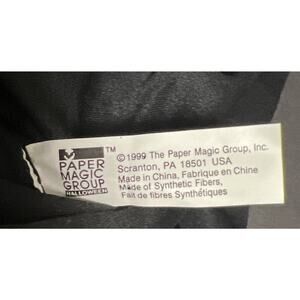 TM
PAPER
MAGIC
GROUP
HALLOWEEN
©1999 The Paper Magic Group, Inc.
Scranton, PA 18501 USA
Made in China, Fabrique en Chine
Made of Synthetic Fibers,
Fait de fibres Synthétiques